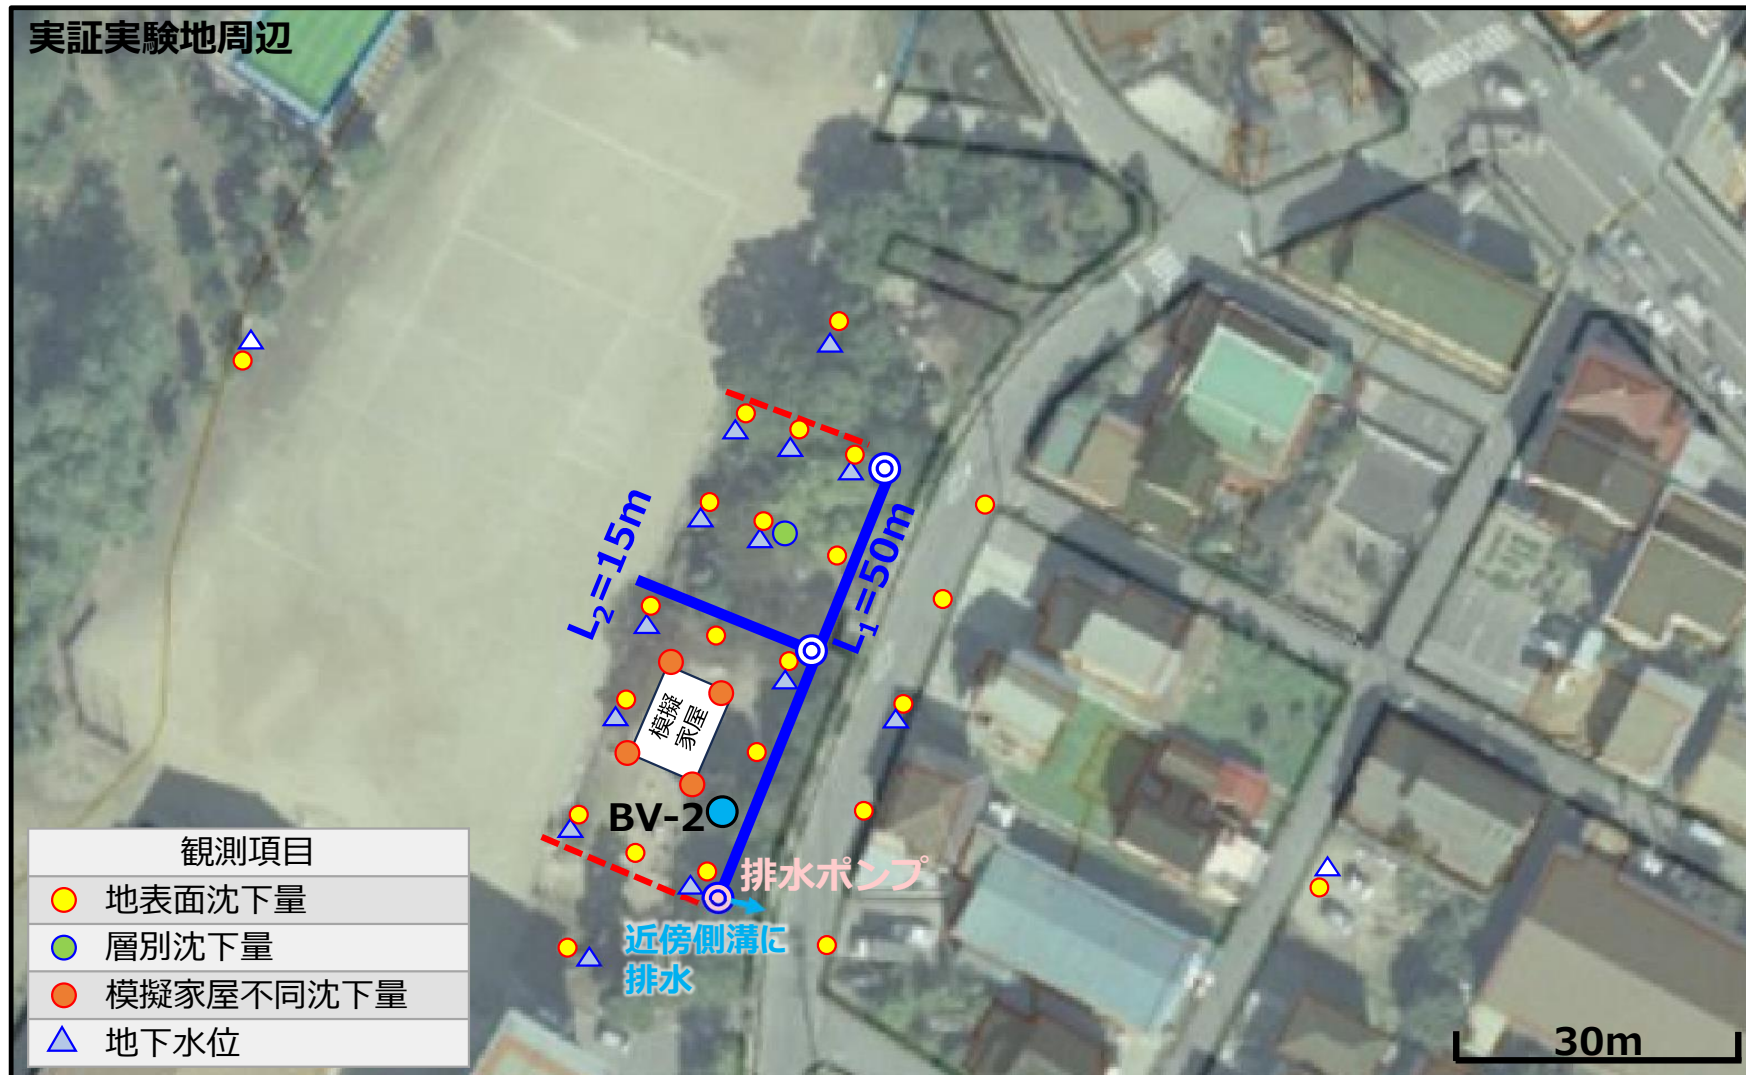 実証実験地周辺
L₂=15m
L₁=50m
模擬
家屋
BV-2
排水ポンプ
近傍側溝に
排水
観測項目
地表面沈下量
層別沈下量
模擬家屋不同沈下量
地下水位
30m